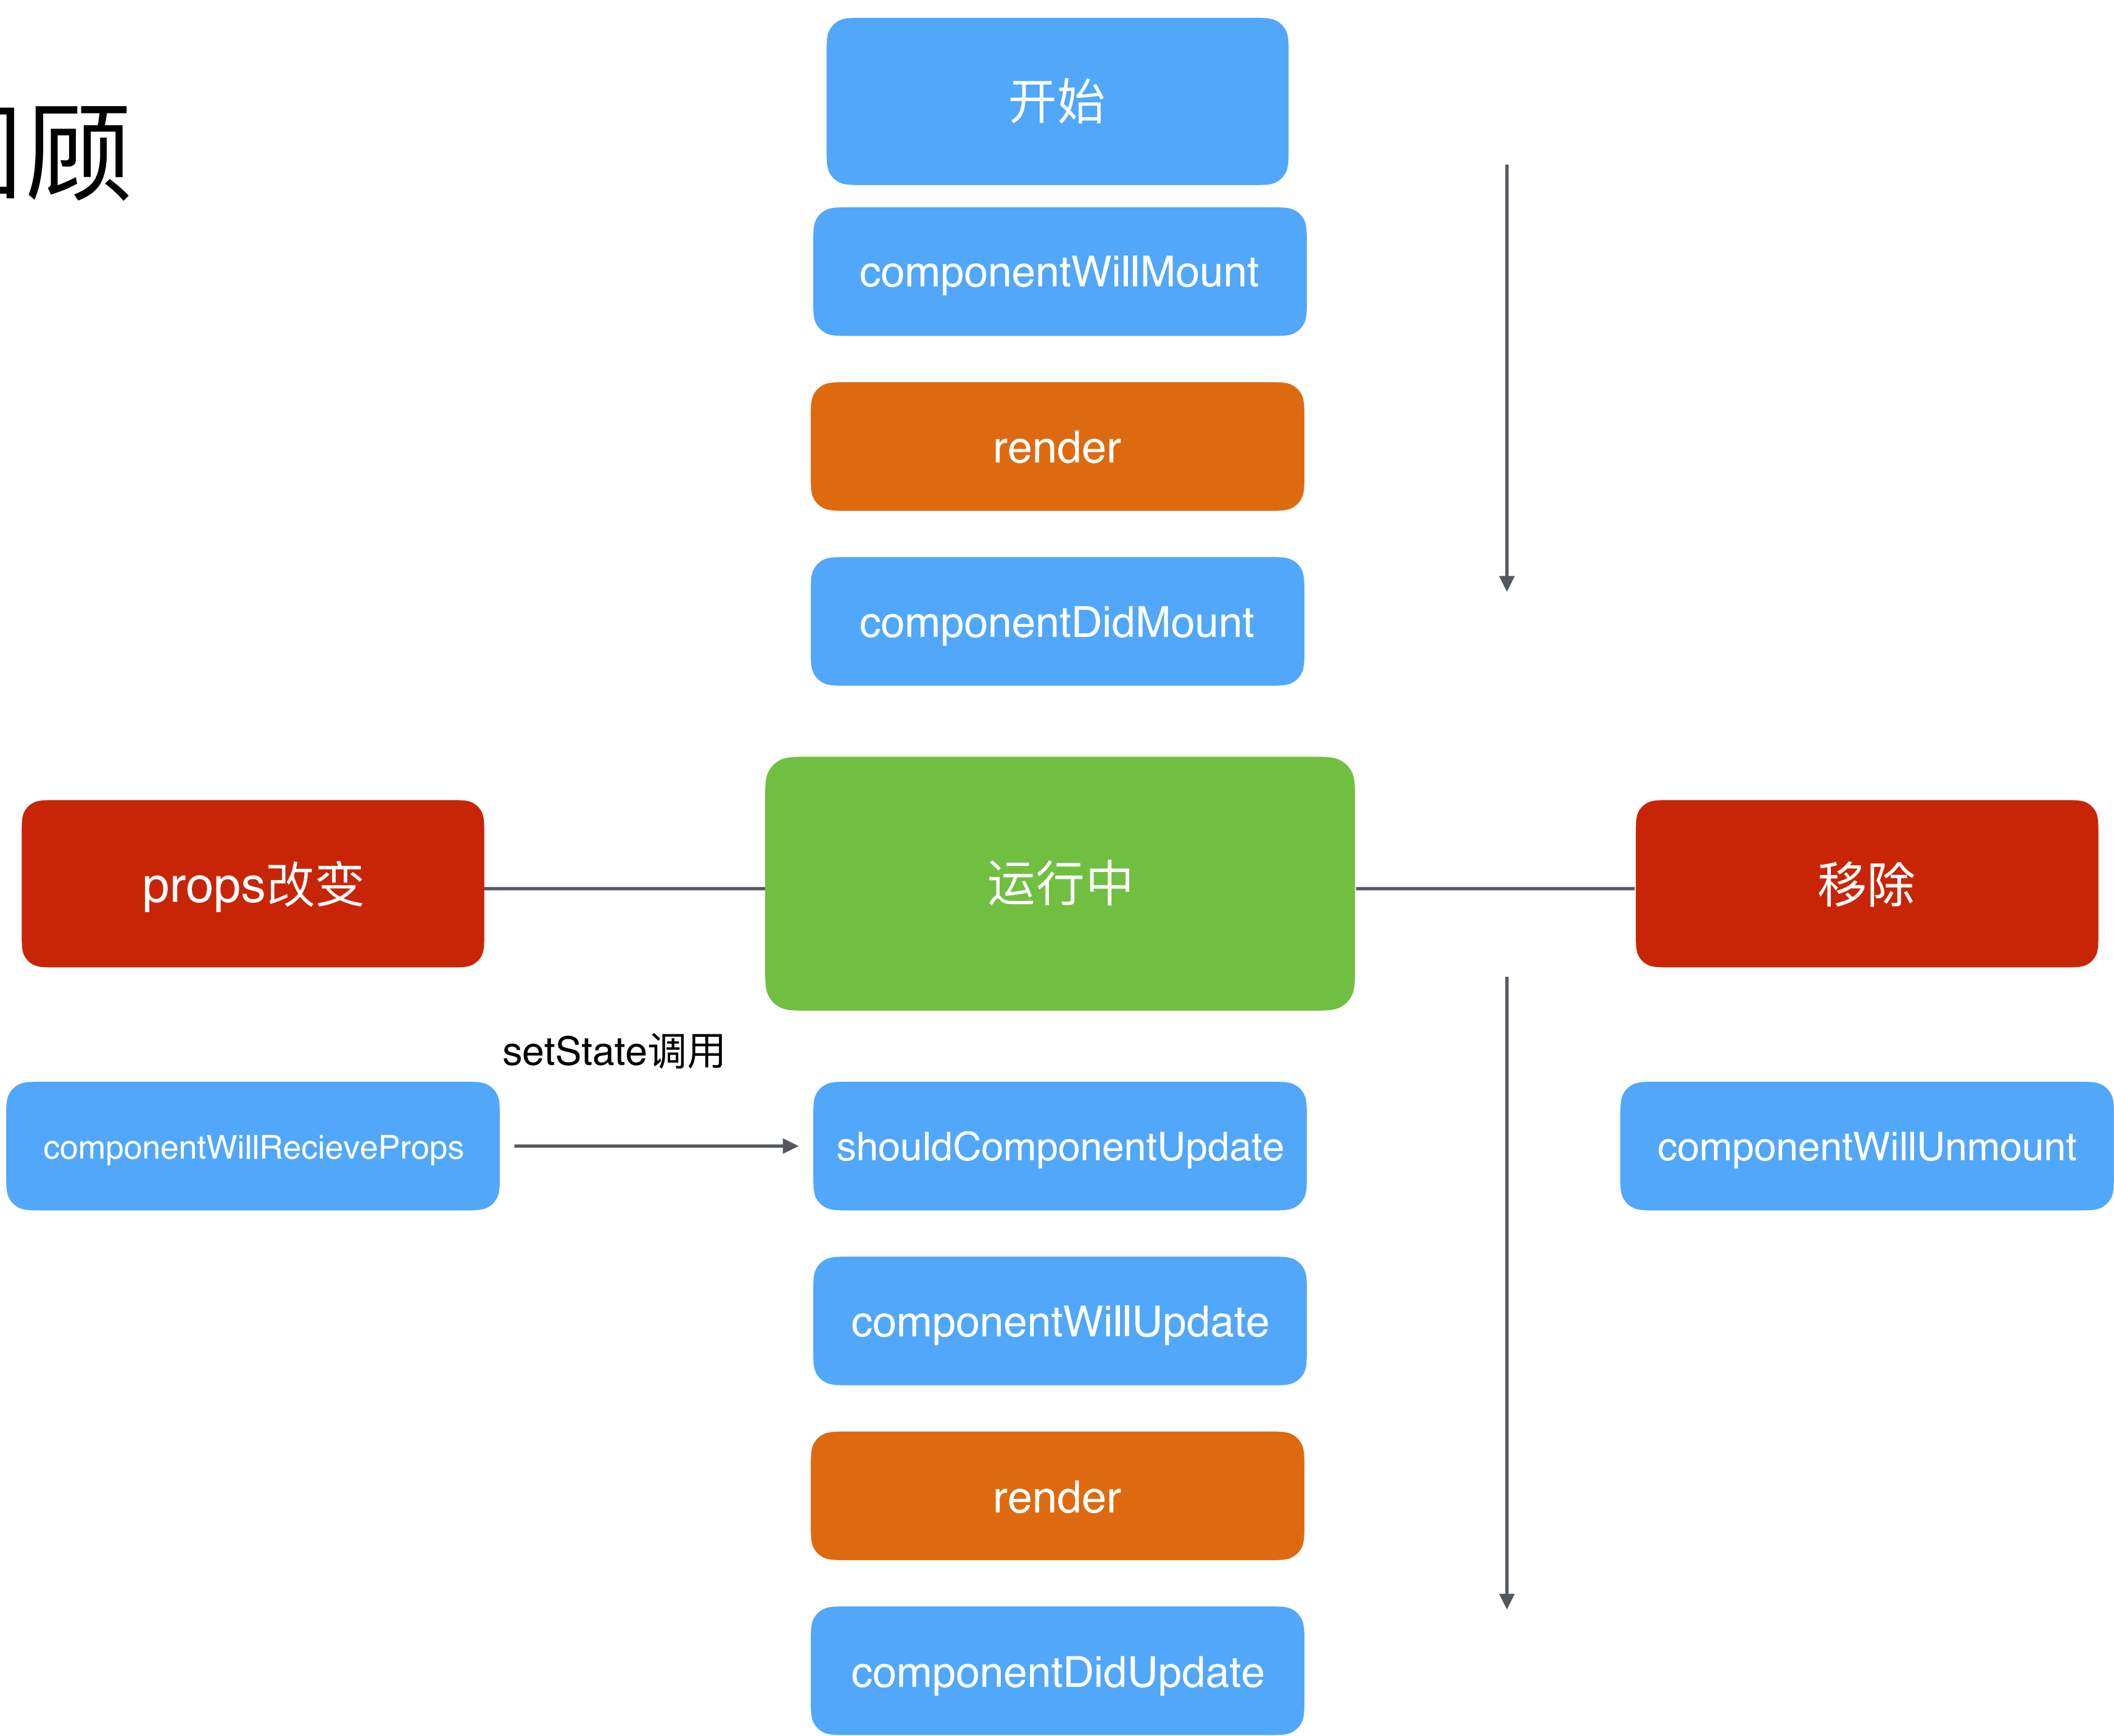 顾
开始
componentWillMount
render
componentDidMount
props改变
运行中
移除
setState调用
componentWillRecieveProps
shouldComponentUpdate
componentWillUnmount
componentWillUpdate
render
componentDidUpdate